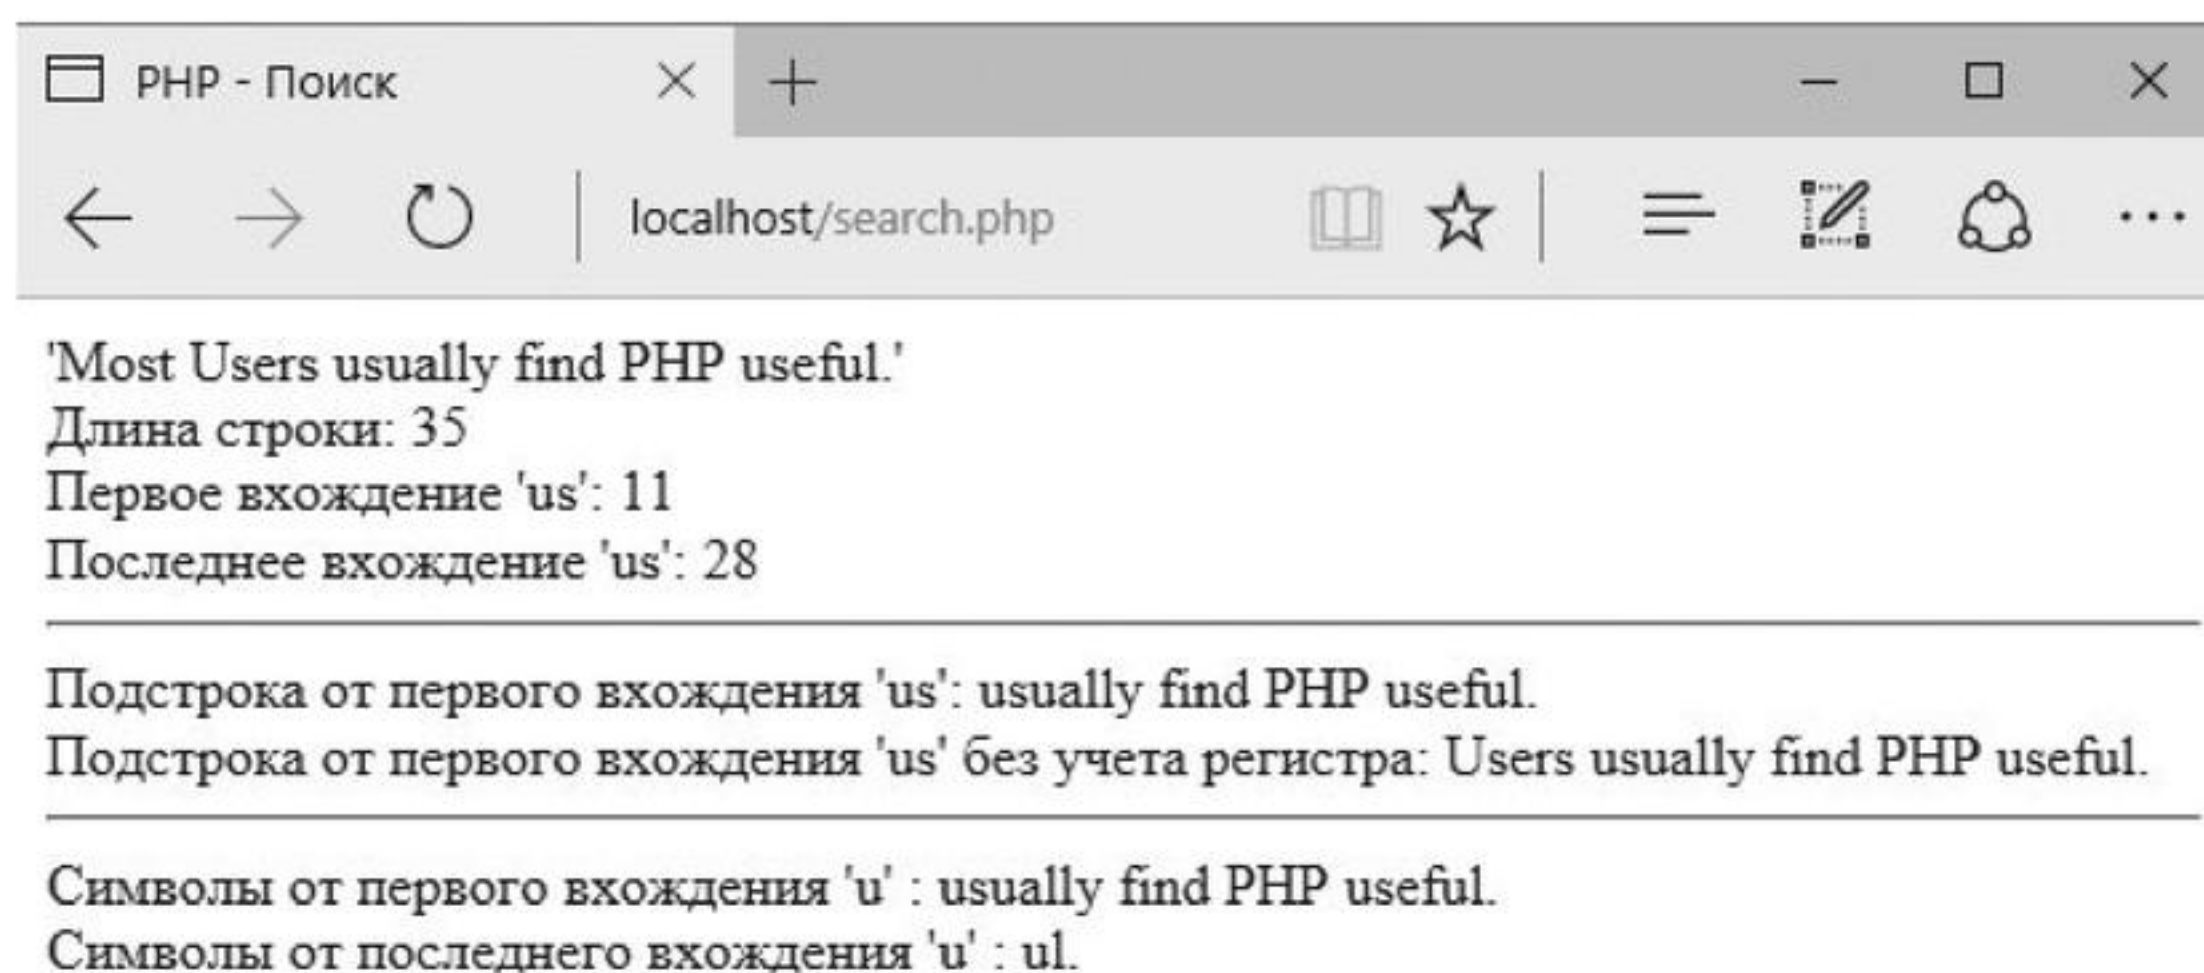 PHP - Поиск
localhost/search.php
'Most Users usually find PHP useful.'
Длина строки: 35
Первое вхождение 'us': 11
Последнее вхождение 'us': 28
Подстрока от первого вхождения 'us': usually find PHP useful.
Подстрока от первого вхождения 'us' без учета регистра: Users usually find PHP useful.
Символы от первого вхождения 'u' : usually find PHP useful.
Символы от последнего вхождения 'u' : ul.